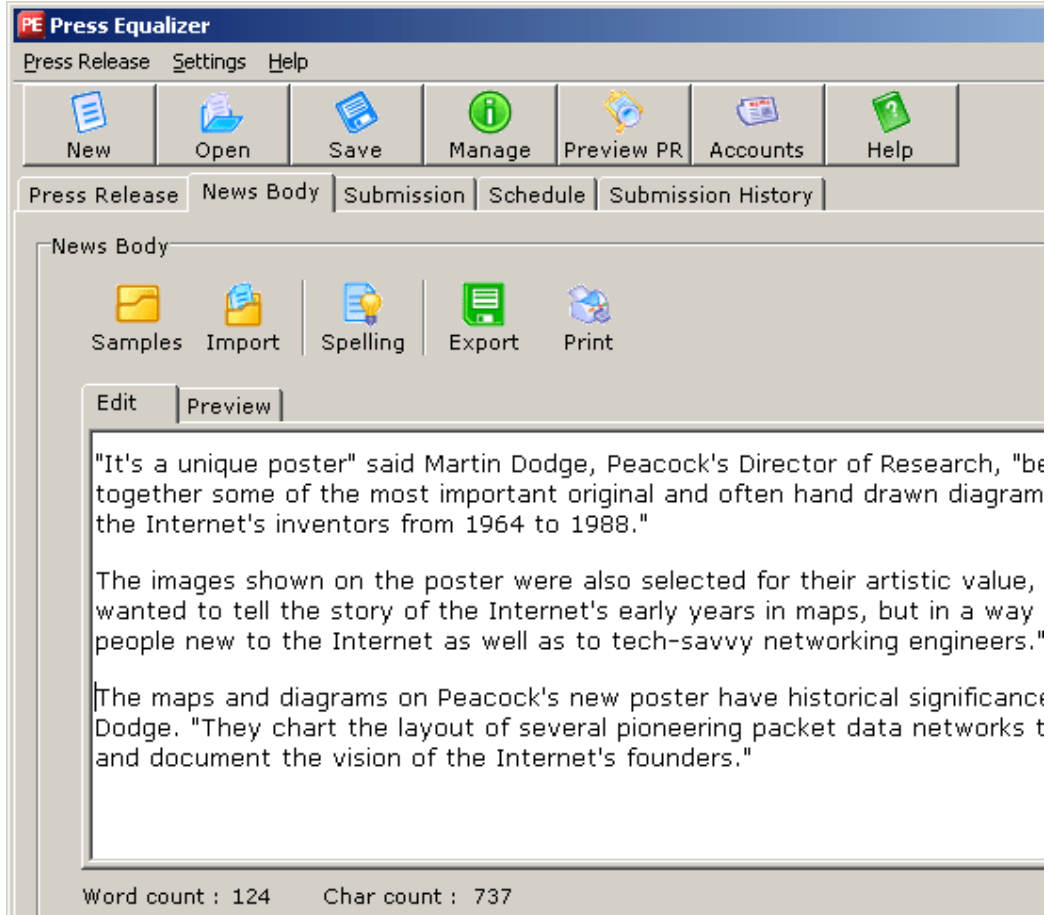 PE Press Equalizer
Press Release Settings Help
New Open Save Manage Preview PR Accounts Help
Press Release News Body Submission Schedule Submission History
News Body
Samples Import Spelling Export Print
Edit Preview
"It's a unique poster" said Martin Dodge, Peacock's Director of Research, "be
together some of the most important original and often hand drawn diagram
the Internet's inventors from 1964 to 1988."
The images shown on the poster were also selected for their artistic value,
wanted to tell the story of the Internet's early years in maps, but in a way
people new to the Internet as well as to tech-savvy networking engineers."
The maps and diagrams on Peacock's new poster have historical significance
Dodge. "They chart the layout of several pioneering packet data networks t
and document the vision of the Internet's founders."
Word count : 124 Char count : 737